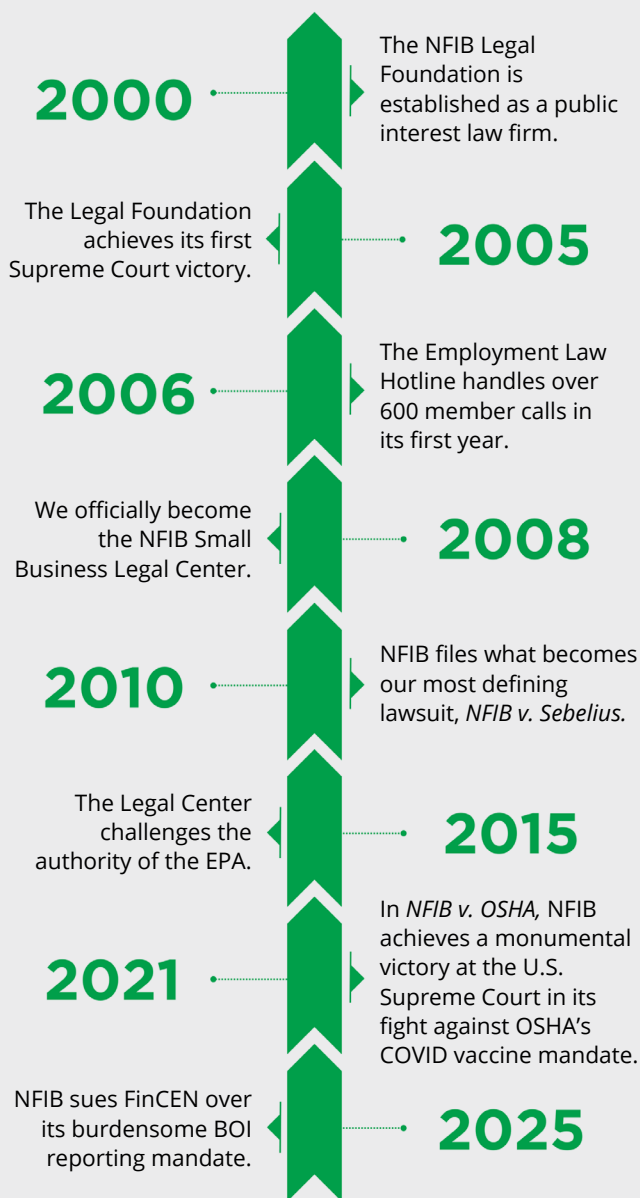 2000
The NFIB Legal
Foundation is
established as a public
interest law firm.
The Legal Foundation
achieves its first
Supreme Court victory.
2005
2006
The Employment Law
Hotline handles over
600 member calls in
its first year.
We officially become
the NFIB Small
Business Legal Center.
2008
2010
NFIB files what becomes
our most defining
lawsuit, NFIB v. Sebelius.
The Legal Center
challenges the
authority of the EPA.
2015
2021
In NFIB v. OSHA, NFIB
achieves a monumental
victory at the U.S.
Supreme Court in its
fight against OSHA’s
COVID vaccine mandate.
NFIB sues FinCEN over
its burdensome BOI
reporting mandate.
2025